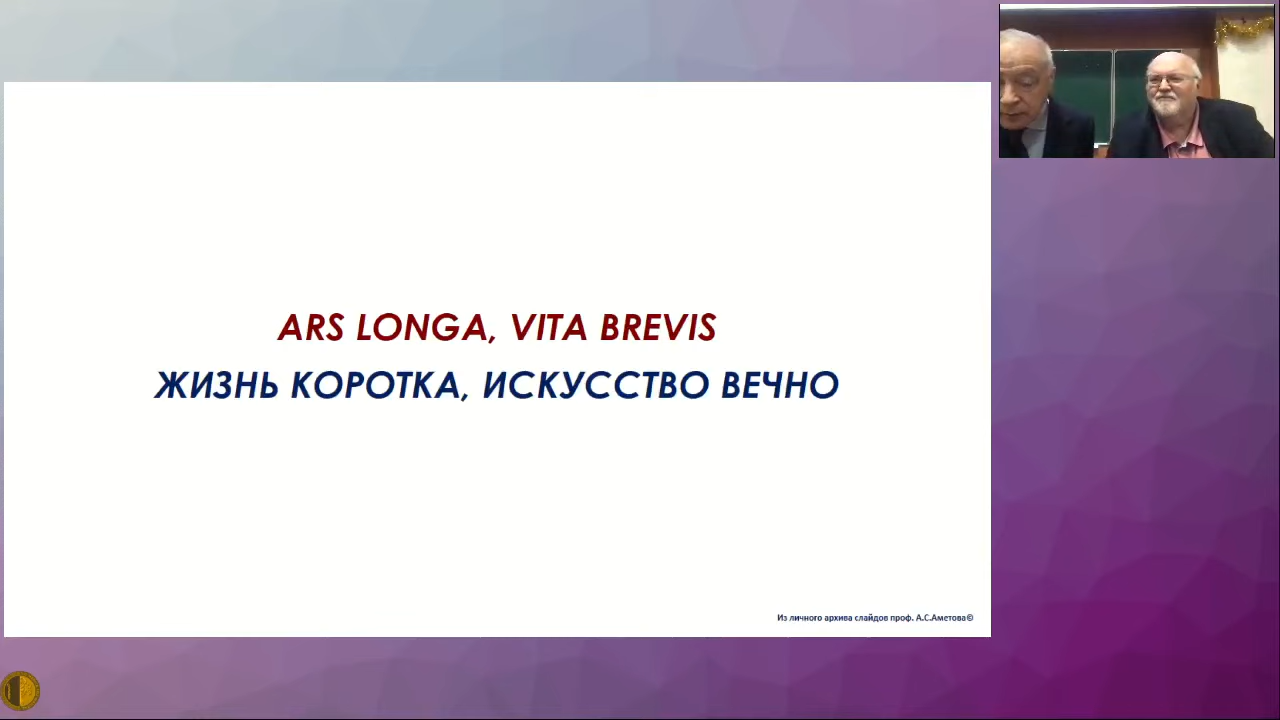 ARS LONGA, VITA BREVIS
ЖИЗНЬ КОРОТКА, ИСКУССТВО ВЕЧНО
Из личного архива слайдов проф. А.С.Аметова©